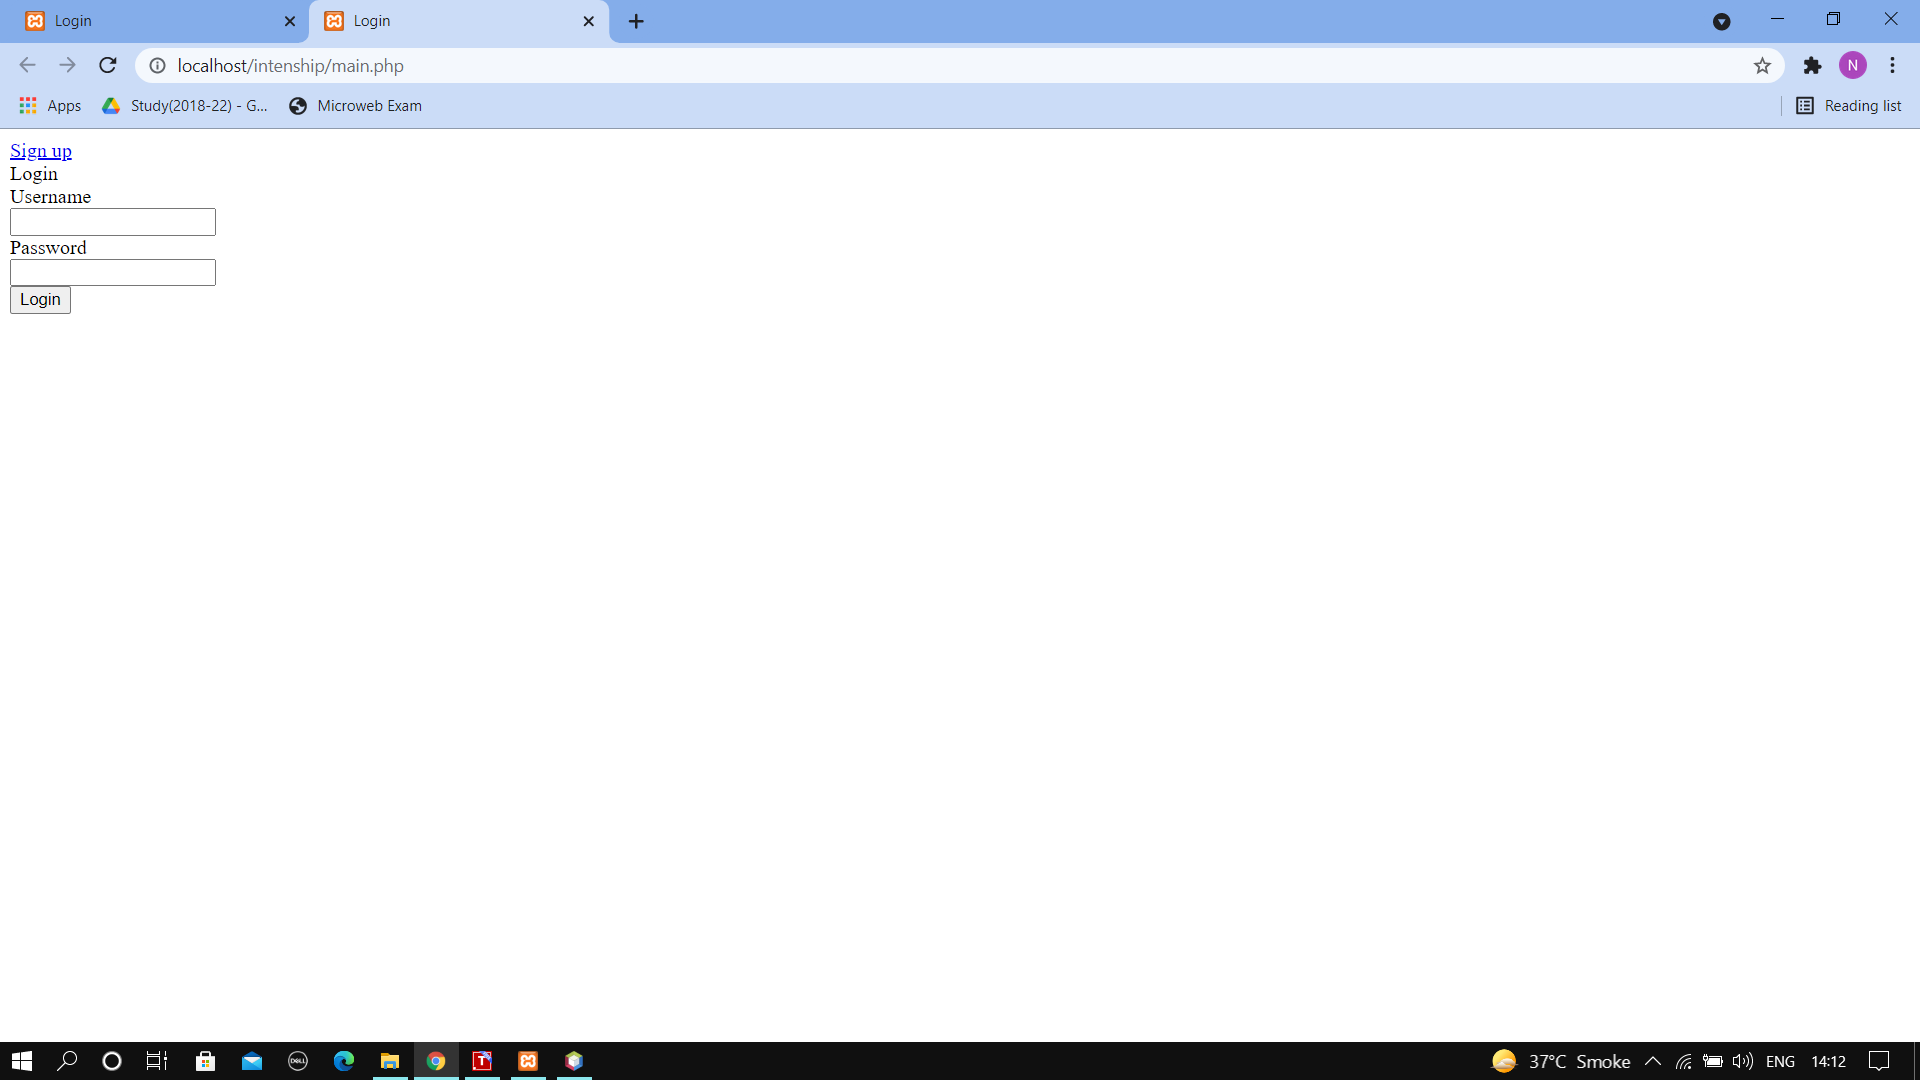 Login
Login
localhost/intenship/main.php
N
Apps
Study(2018-22) - G...
Microweb Exam
Reading list
Sign up
Login
Username
Password
Login
DELL
T
37°C Smoke
ENG
14:12